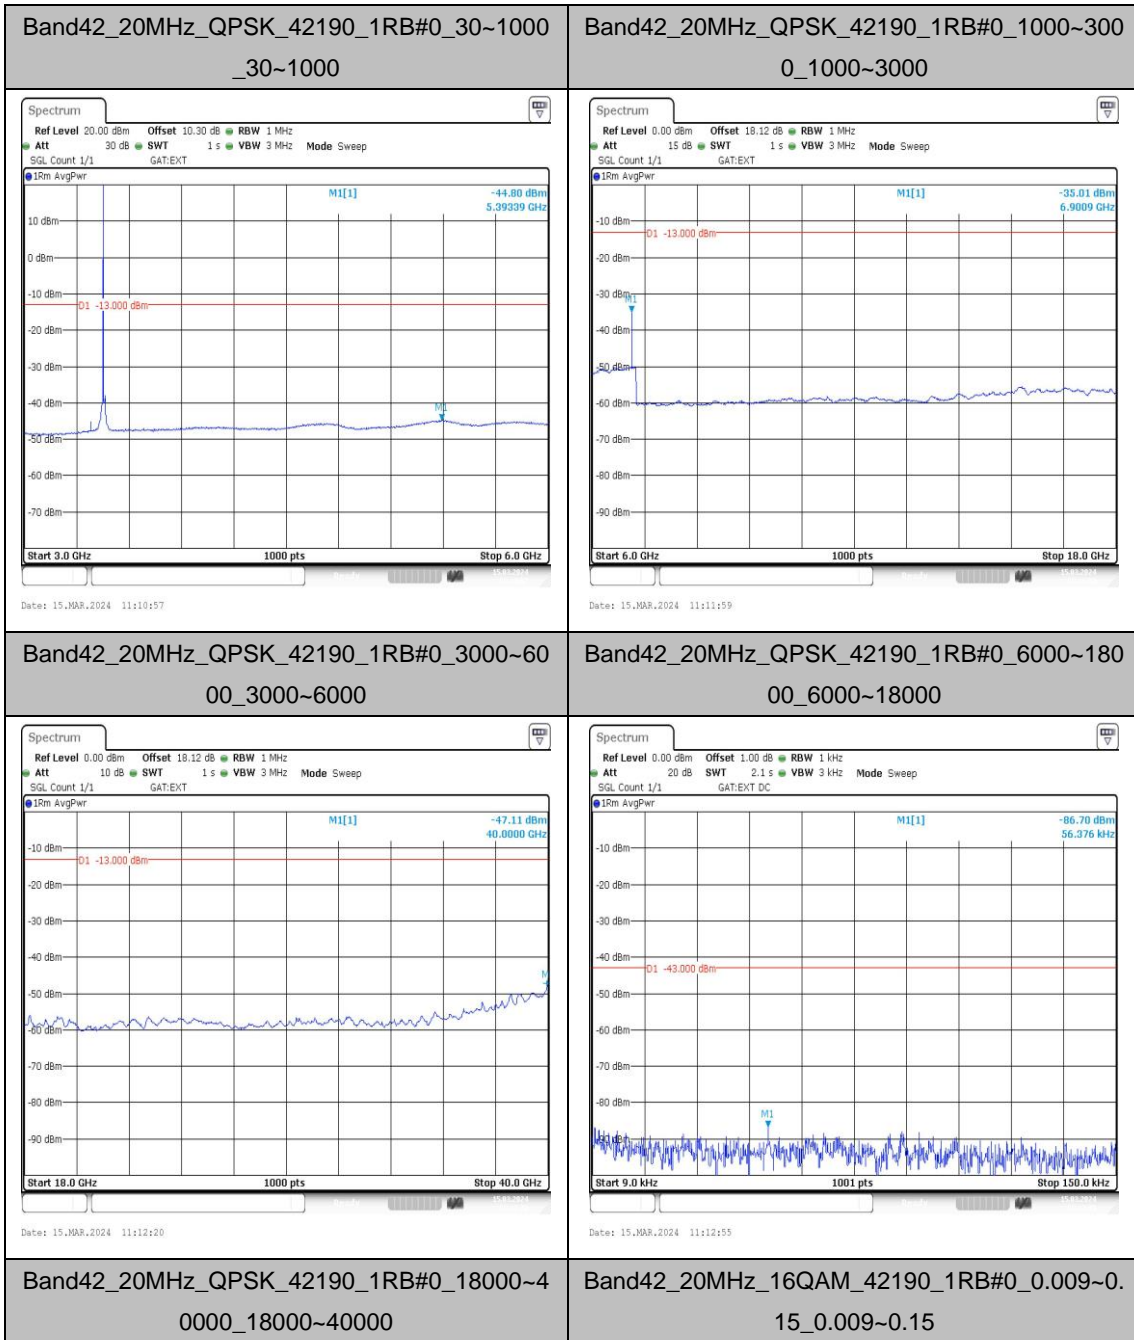 Band42_20MHz_QPSK_42190_1RB#0_30~1000
_30~1000
Band42_20MHz_QPSK_42190_1RB#0_1000~300
0_1000~3000
Spectrum
Ref Level 20.00 dBm Offset 10.30 dB RBW 1 MHz
Att 30 dB SWT 1 s VBW 3 MHz Mode Sweep
SGL Count 1/1 GAT:EXT
1Rm AvgPwr
M1[1] -44.80 dBm
5.39339 GHz
10 dBm
0 dBm
-10 dBm
D1 -13.000 dBm
-20 dBm
-30 dBm
-40 dBm
M1
-50 dBm
-60 dBm
-70 dBm
Start 3.0 GHz 1000 pts Stop 6.0 GHz
Date: 15.MAR.2024 11:10:57
Spectrum
Ref Level 0.00 dBm Offset 18.12 dB RBW 1 MHz
Att 15 dB SWT 1 s VBW 3 MHz Mode Sweep
SGL Count 1/1 GAT:EXT
1Rm AvgPwr
M1[1] -35.01 dBm
6.9009 GHz
-10 dBm
D1 -13.000 dBm
-20 dBm
-30 dBm
M1
-40 dBm
-50 dBm
-60 dBm
-70 dBm
-80 dBm
-90 dBm
Start 6.0 GHz 1000 pts Stop 18.0 GHz
Date: 15.MAR.2024 11:11:59
Band42_20MHz_QPSK_42190_1RB#0_3000~60
00_3000~6000
Band42_20MHz_QPSK_42190_1RB#0_6000~180
00_6000~18000
Spectrum
Ref Level 0.00 dBm Offset 18.12 dB RBW 1 MHz
Att 10 dB SWT 1 s VBW 3 MHz Mode Sweep
SGL Count 1/1 GAT:EXT
1Rm AvgPwr
M1[1] -47.11 dBm
40.0000 GHz
-10 dBm
D1 -13.000 dBm
-20 dBm
-30 dBm
-40 dBm
M
-50 dBm
-60 dBm
-70 dBm
-80 dBm
-90 dBm
Start 18.0 GHz 1000 pts Stop 40.0 GHz
Date: 15.MAR.2024 11:12:20
Spectrum
Ref Level 0.00 dBm Offset 1.00 dB RBW 1 kHz
Att 20 dB SWT 2.1 s VBW 3 kHz Mode Sweep
SGL Count 1/1 GAT:EXT DC
1Rm AvgPwr
M1[1] -86.70 dBm
56.376 kHz
-10 dBm
-20 dBm
-30 dBm
-40 dBm
D1 -43.000 dBm
-50 dBm
-60 dBm
-70 dBm
-80 dBm
M1
-90 dBm
Start 9.0 kHz 1001 pts Stop 150.0 kHz
Date: 15.MAR.2024 11:12:55
Band42_20MHz_QPSK_42190_1RB#0_18000~4
0000_18000~40000
Band42_20MHz_16QAM_42190_1RB#0_0.009~0.
15_0.009~0.15